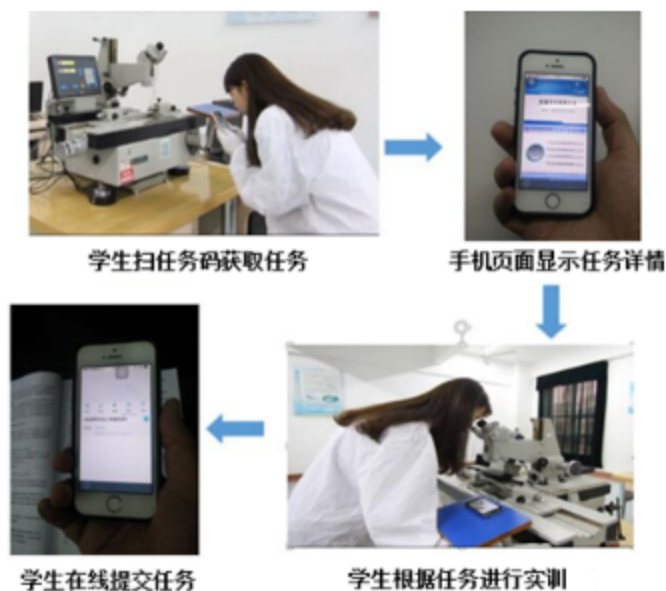 学生扫任务码获取任务
手机页面显示任务详情
学生根据任务进行实训
学生在线提交任务